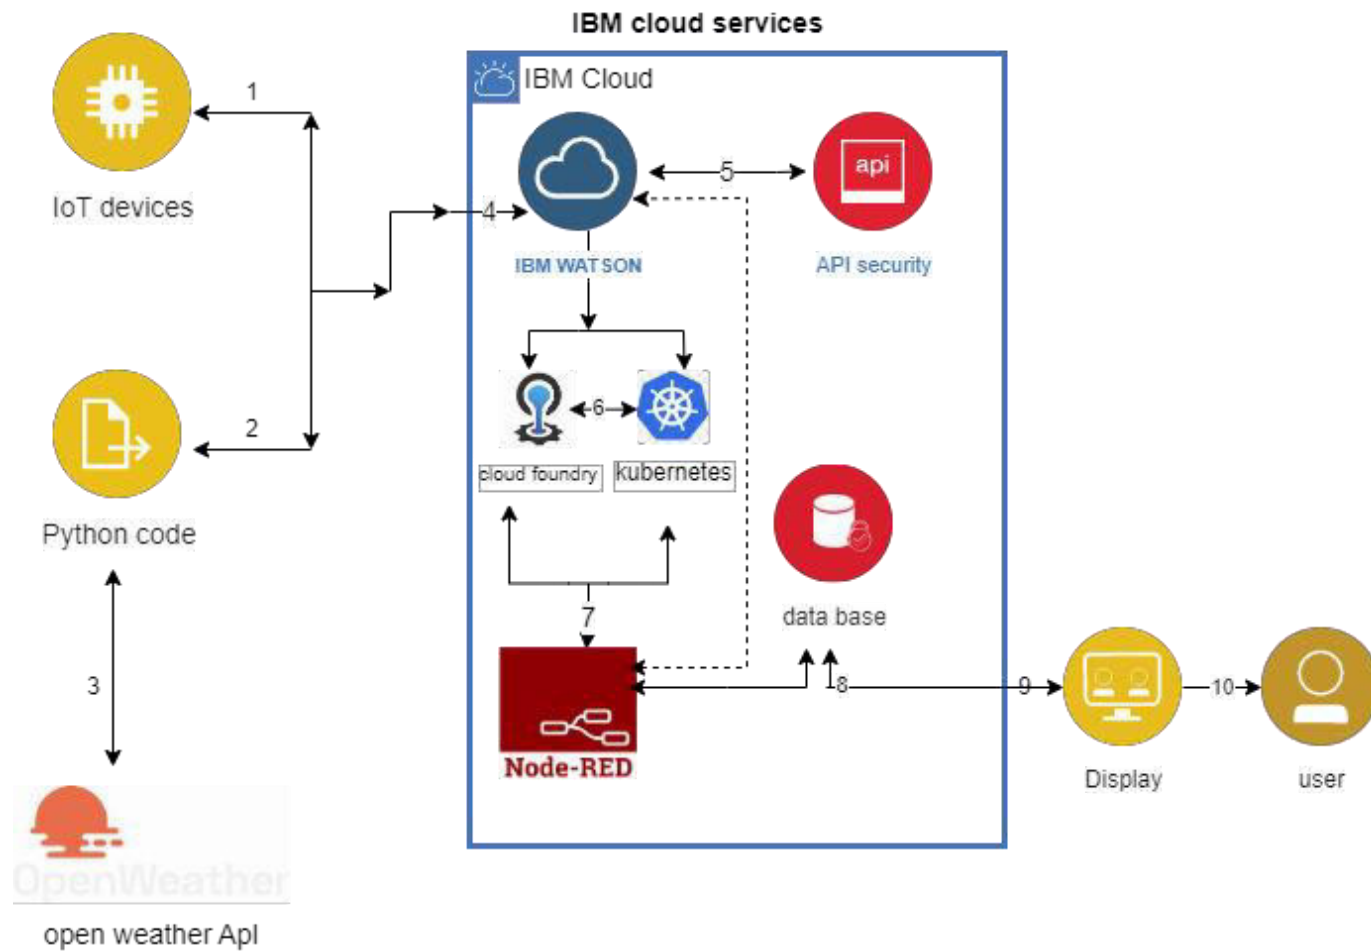 IBM cloud services
IBM Cloud
1
IoT devices
4
5
api
IBM WATSON
API security
2
6
cloud foundry
kubernetes
Python code
7
data base
3
8
9
10
Node-RED
Display
user
OpenWeather
open weather ApI